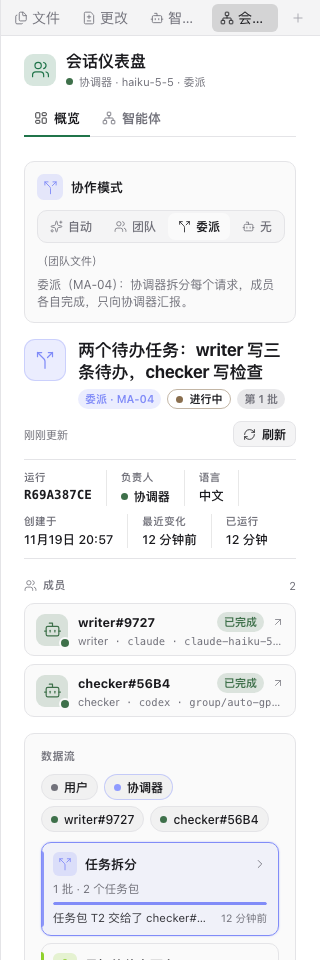 文件
更改
智...
会...
会话仪表盘
协调器 · haiku-5-5 · 委派
概览
智能体
协作模式
自动
团队
委派
无
（团队文件）
委派（MA-04）：协调器拆分每个请求，成员
各自完成，只向协调器汇报。
两个待办任务：writer 写三
条待办，checker 写检查
委派 · MA-04
进行中
第 1 批
刚刚更新
刷新
运行
负责人
语言
R69A387CE
协调器
中文
创建于
最近变化
已运行
11月19日 20:57
12 分钟前
12 分钟
成员
2
writer#9727
已完成
writer · claude · claude-haiku-5...
checker#56B4
已完成
checker · codex · group/auto-gp...
数据流
用户
协调器
writer#9727
checker#56B4
任务拆分
1 批 · 2 个任务包
任务包 T2 交给了 checker#...
12 分钟前